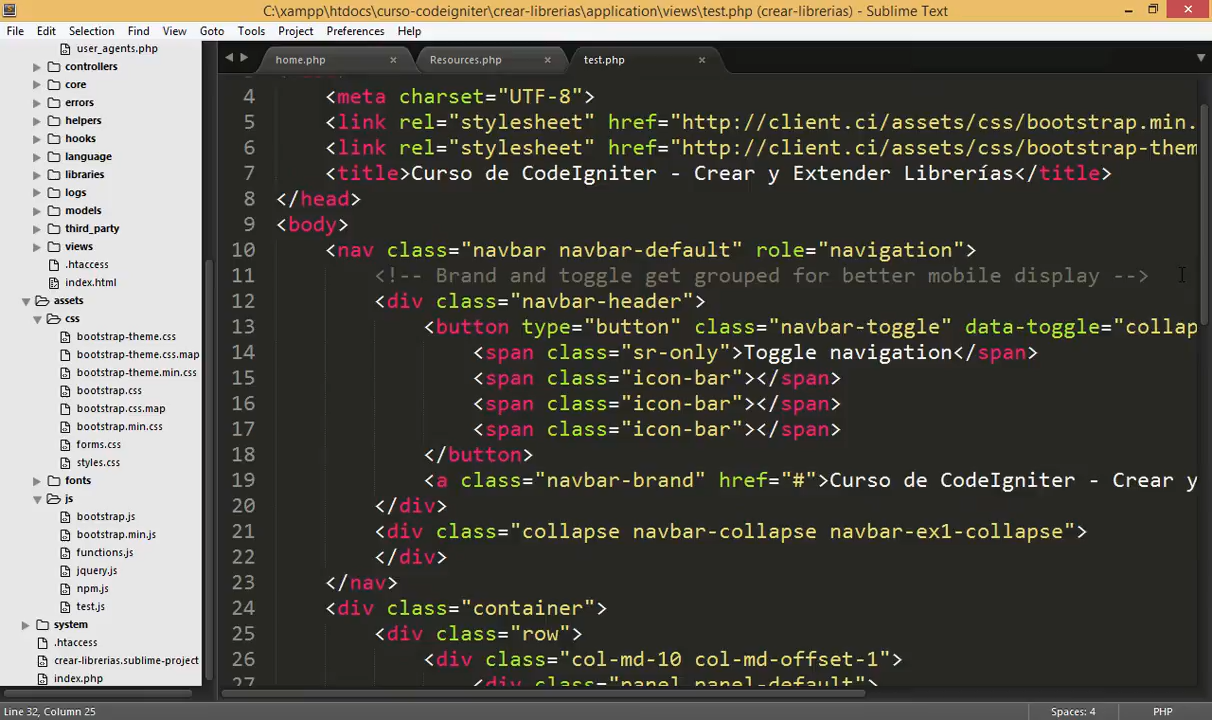 C:\xampp\htdocs\curso-codeigniter\crear-librerias\application\views\test.php (crear-librerias) - Sublime Text
File Edit Selection Find View Goto Tools Project Preferences Help
user_agents.php
controllers
core
errors
helpers
hooks
language
libraries
logs
models
third_party
views
.htaccess
index.html
assets
css
bootstrap-theme.css
bootstrap-theme.css.map
bootstrap-theme.min.css
bootstrap.css
bootstrap.css.map
bootstrap.min.css
forms.css
styles.css
fonts
js
bootstrap.js
bootstrap.min.js
functions.js
jquery.js
npm.js
test.js
system
.htaccess
crear-librerias.sublime-project
index.php
home.php × Resources.php × test.php ×
4 <meta charset="UTF-8">
5 <link rel="stylesheet" href="http://client.ci/assets/css/bootstrap.min.
6 <link rel="stylesheet" href="http://client.ci/assets/css/bootstrap-them
7 <title>Curso de CodeIgniter - Crear y Extender Librerías</title>
8 </head>
9 <body>
10 <nav class="navbar navbar-default" role="navigation">
11 <!-- Brand and toggle get grouped for better mobile display -->
12 <div class="navbar-header">
13 <button type="button" class="navbar-toggle" data-toggle="collap
14 <span class="sr-only">Toggle navigation</span>
15 <span class="icon-bar"></span>
16 <span class="icon-bar"></span>
17 <span class="icon-bar"></span>
18 </button>
19 <a class="navbar-brand" href="#">Curso de CodeIgniter - Crear y
20 </div>
21 <div class="collapse navbar-collapse navbar-ex1-collapse">
22 </div>
23 </nav>
24 <div class="container">
25 <div class="row">
26 <div class="col-md-10 col-md-offset-1">
27 <div class="panel panel-default">
Line 32, Column 25 Spaces: 4 PHP